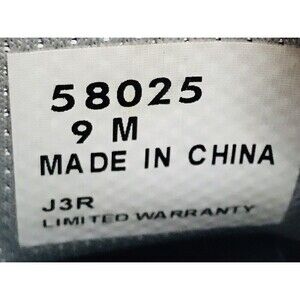 58025
9 M
MADE IN CHINA
J3R
LIMITED WARRANTY